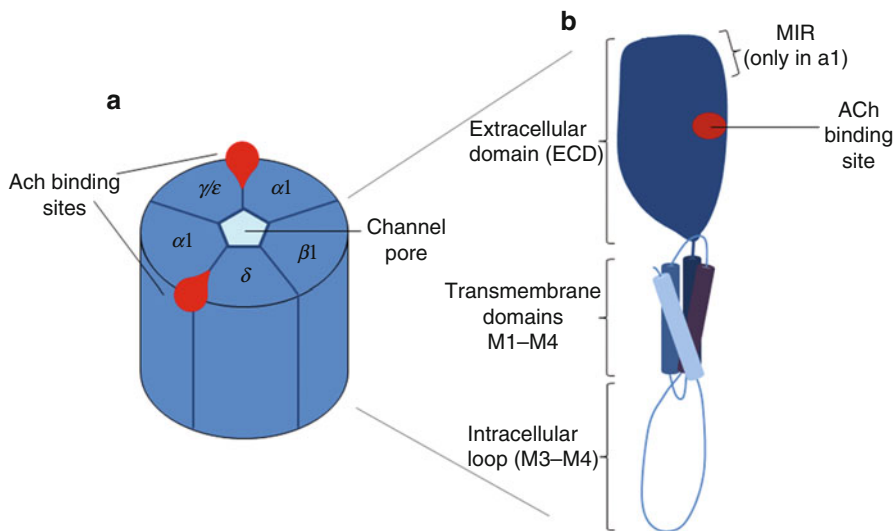 a
Ach binding
sites
γ/ε
α1
α1
β1
δ
Channel
pore
b
MIR
(only in a1)
Extracellular
domain (ECD)
ACh
binding
site
Transmembrane
domains
M1–M4
Intracellular
loop (M3–M4)